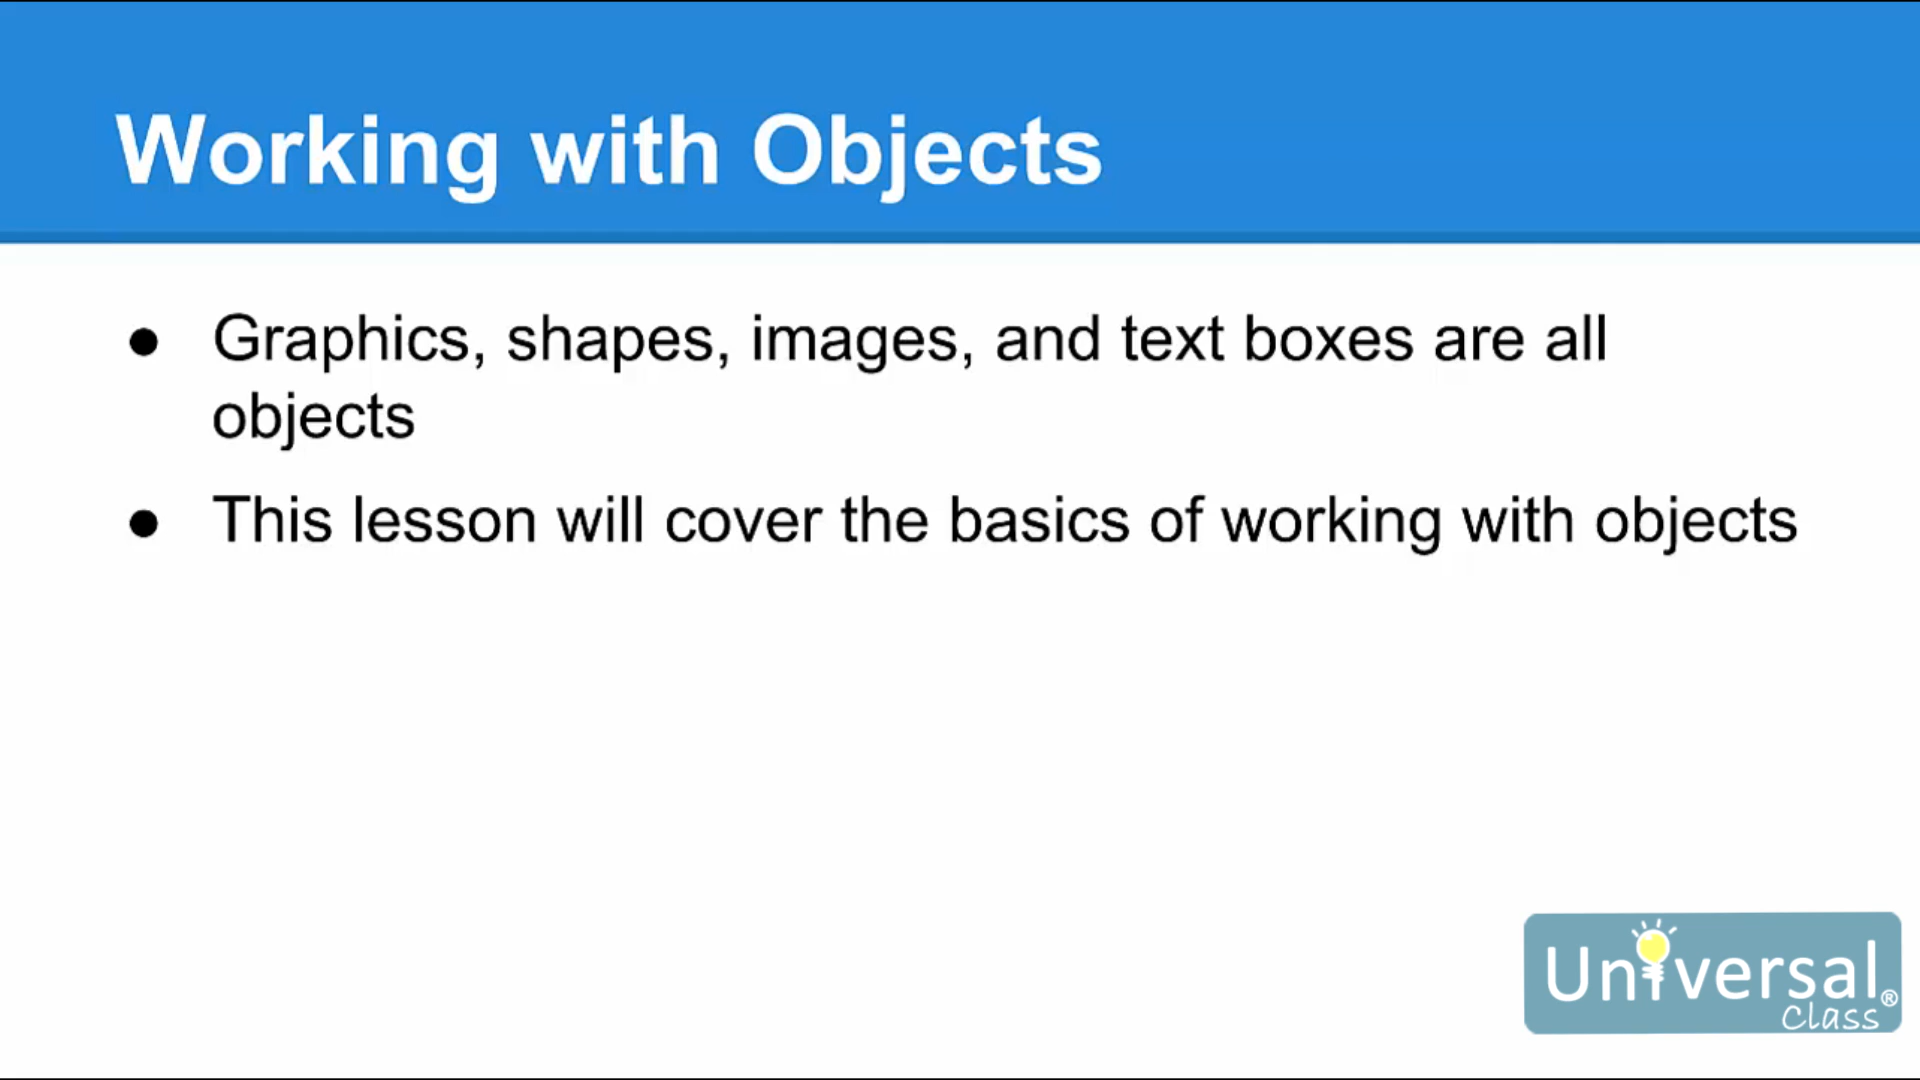 Working with Objects
● Graphics, shapes, images, and text boxes are all
objects
● This lesson will cover the basics of working with objects
Universal®
Class